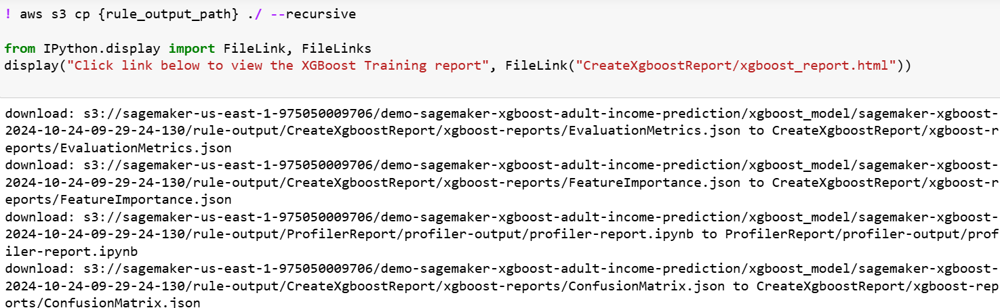 ! aws s3 cp {rule_output_path} ./ --recursive
from IPython.display import FileLink, FileLinks
display("Click link below to view the XGBoost Training report", FileLink("CreateXgboostReport/xgboost_report.html"))
download: s3://sagemaker-us-east-1-975050009706/demo-sagemaker-xgboost-adult-income-prediction/xgboost_model/sagemaker-xgboost-
2024-10-24-09-29-24-130/rule-output/CreateXgboostReport/xgboost-reports/EvaluationMetrics.json to CreateXgboostReport/xgboost-r
eports/EvaluationMetrics.json
download: s3://sagemaker-us-east-1-975050009706/demo-sagemaker-xgboost-adult-income-prediction/xgboost_model/sagemaker-xgboost-
2024-10-24-09-29-24-130/rule-output/CreateXgboostReport/xgboost-reports/FeatureImportance.json to CreateXgboostReport/xgboost-r
eports/FeatureImportance.json
download: s3://sagemaker-us-east-1-975050009706/demo-sagemaker-xgboost-adult-income-prediction/xgboost_model/sagemaker-xgboost-
2024-10-24-09-29-24-130/rule-output/ProfilerReport/profiler-output/profiler-report.ipynb to ProfilerReport/profiler-output/prof
iler-report.ipynb
download: s3://sagemaker-us-east-1-975050009706/demo-sagemaker-xgboost-adult-income-prediction/xgboost_model/sagemaker-xgboost-
2024-10-24-09-29-24-130/rule-output/CreateXgboostReport/xgboost-reports/ConfusionMatrix.json to CreateXgboostReport/xgboost-rep
orts/ConfusionMatrix.json